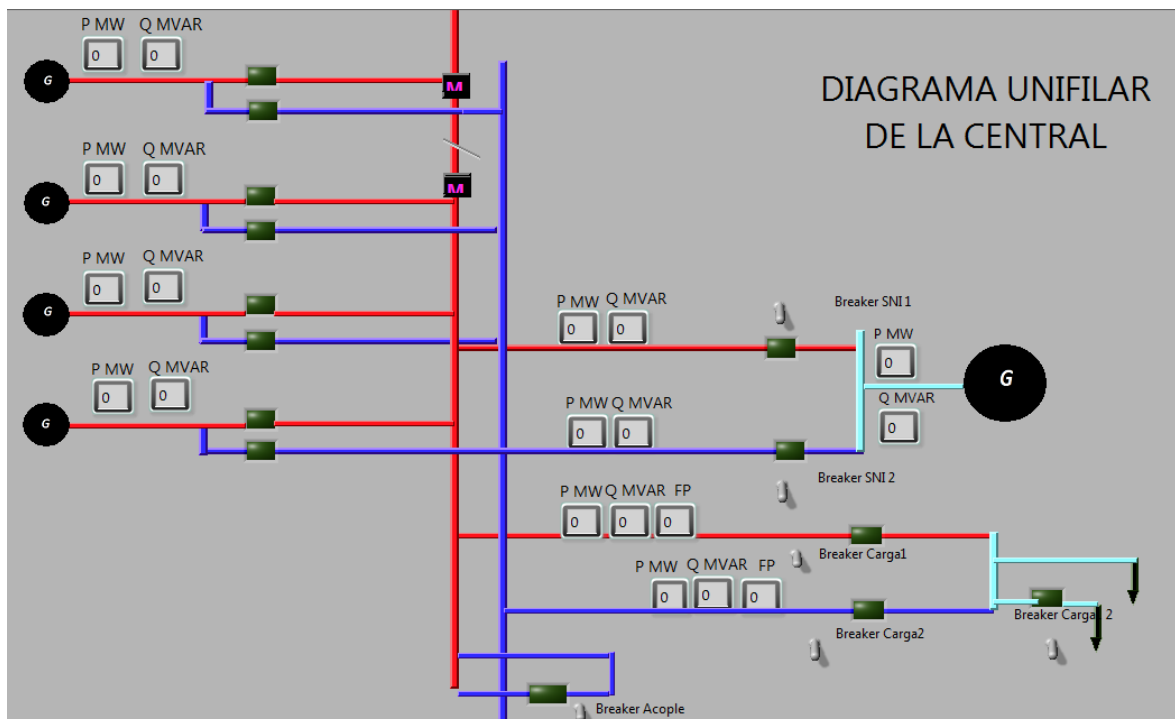 P MW Q MVAR
0 0
G
DIAGRAMA UNIFILAR
DE LA CENTRAL
M
P MW Q MVAR
0 0
M
G
P MW Q MVAR
0 0
G
P MW Q MVAR
0 0
G
Breaker SNI 1
P MW Q MVAR
0 0
P MW
0
G
Q MVAR
0
P MW Q MVAR
0 0
Breaker SNI 2
P MW Q MVAR FP
0 0 0
Breaker Carga1
P MW Q MVAR FP
0 0 0
Breaker Carga2
Breaker Carga 2
Breaker Acople